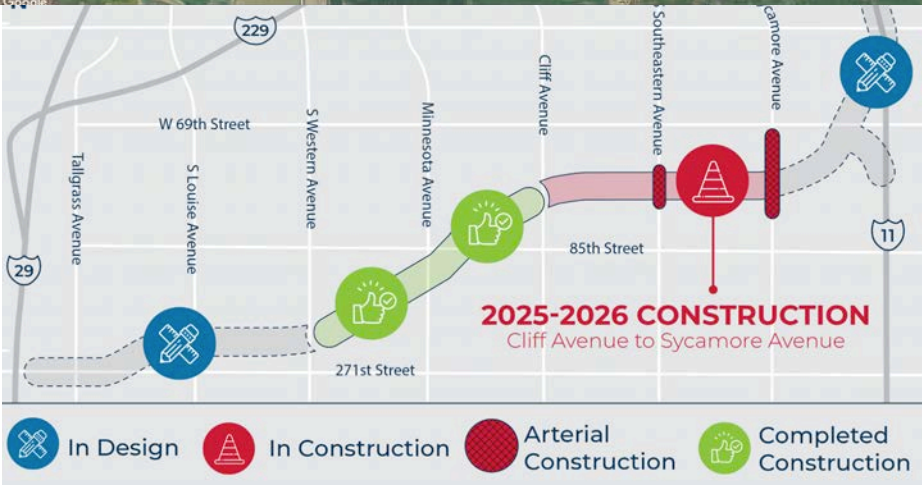 Google
229
W 69th Street
Tallgrass Avenue
S Louise Avenue
S Western Avenue
Minnesota Avenue
Cliff Avenue
S Southeastern Avenue
camore Avenue
29
11
85th Street
271st Street
2025-2026 CONSTRUCTION
Cliff Avenue to Sycamore Avenue
In Design
In Construction
Arterial
Construction
Completed
Construction